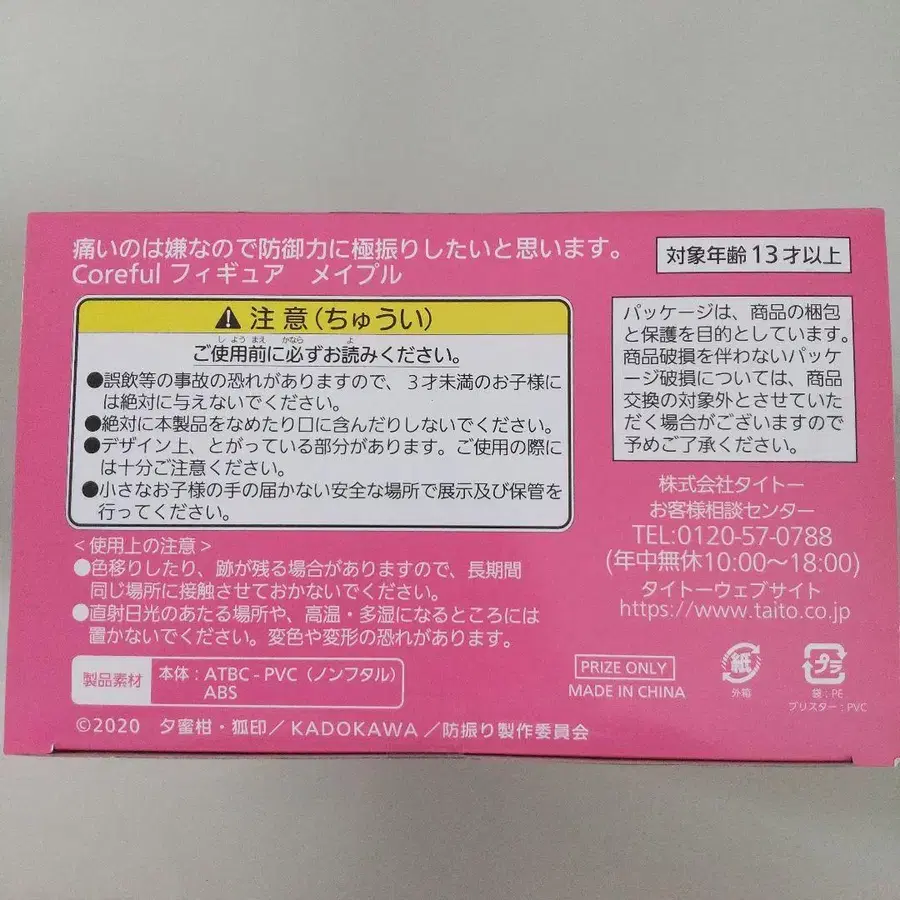 痛いのは嫌なので防御力に極振りしたいと思います。
Coreful フィギュア　メイプル
対象年齢13才以上
注意(ちゅうい)
しようまえ かなら よ
ご使用前に必ずお読みください。
●誤飲等の事故の恐れがありますので、３才未満のお子様に
は絶対に与えないでください。
●絶対に本製品をなめたり口に含んだりしないでください。
●デザイン上、とがっている部分があります。ご使用の際に
は十分ご注意ください。
●小さなお子様の手の届かない安全な場所で展示及び保管を
行ってください。
パッケージは、商品の梱包
と保護を目的としています。
商品破損を伴わないパッケ
ージ破損については、商品
交換の対象外とさせていた
だく場合がございますので
予めご了承ください。
＜使用上の注意＞
●色移りしたり、跡が残る場合がありますので、長期間
同じ場所に接触させておかないでください。
●直射日光のあたる場所や、高温・多湿になるところには
置かないでください。変色や変形の恐れがあります。
株式会社タイトー
お客様相談センター
TEL:0120-57-0788
(年中無休10:00〜18:00)
タイトーウェブサイト
https://www.taito.co.jp
製品素材
本体：ATBC-PVC（ノンフタル）
ABS
PRIZE ONLY
MADE IN CHINA
紙
外箱
プラ
袋：PE
ブリスター：PVC
©2020　夕蜜柑・狐印／KADOKAWA／防振り製作委員会